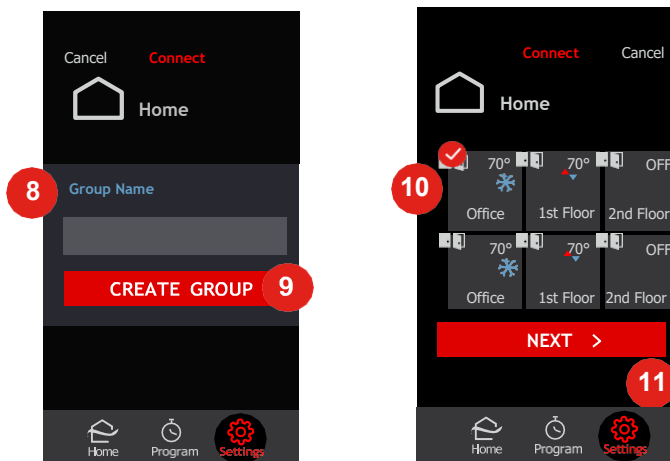 Cancel Connect
Home
8
Group Name
CREATE GROUP 9
Home Program Settings
Connect Cancel
Home
10
70° 70° OFF
Office 1st Floor 2nd Floor
70° 70° OFF
Office 1st Floor 2nd Floor
NEXT >
11
Home Program Settings